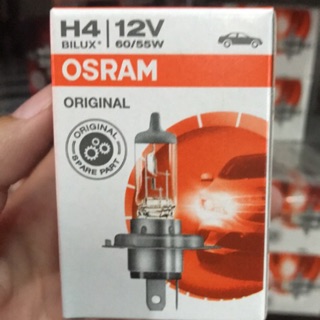 H4 12V
BILUX* 60/55W
OSRAM
ORIGINAL
ORIGINAL
SPARE PART